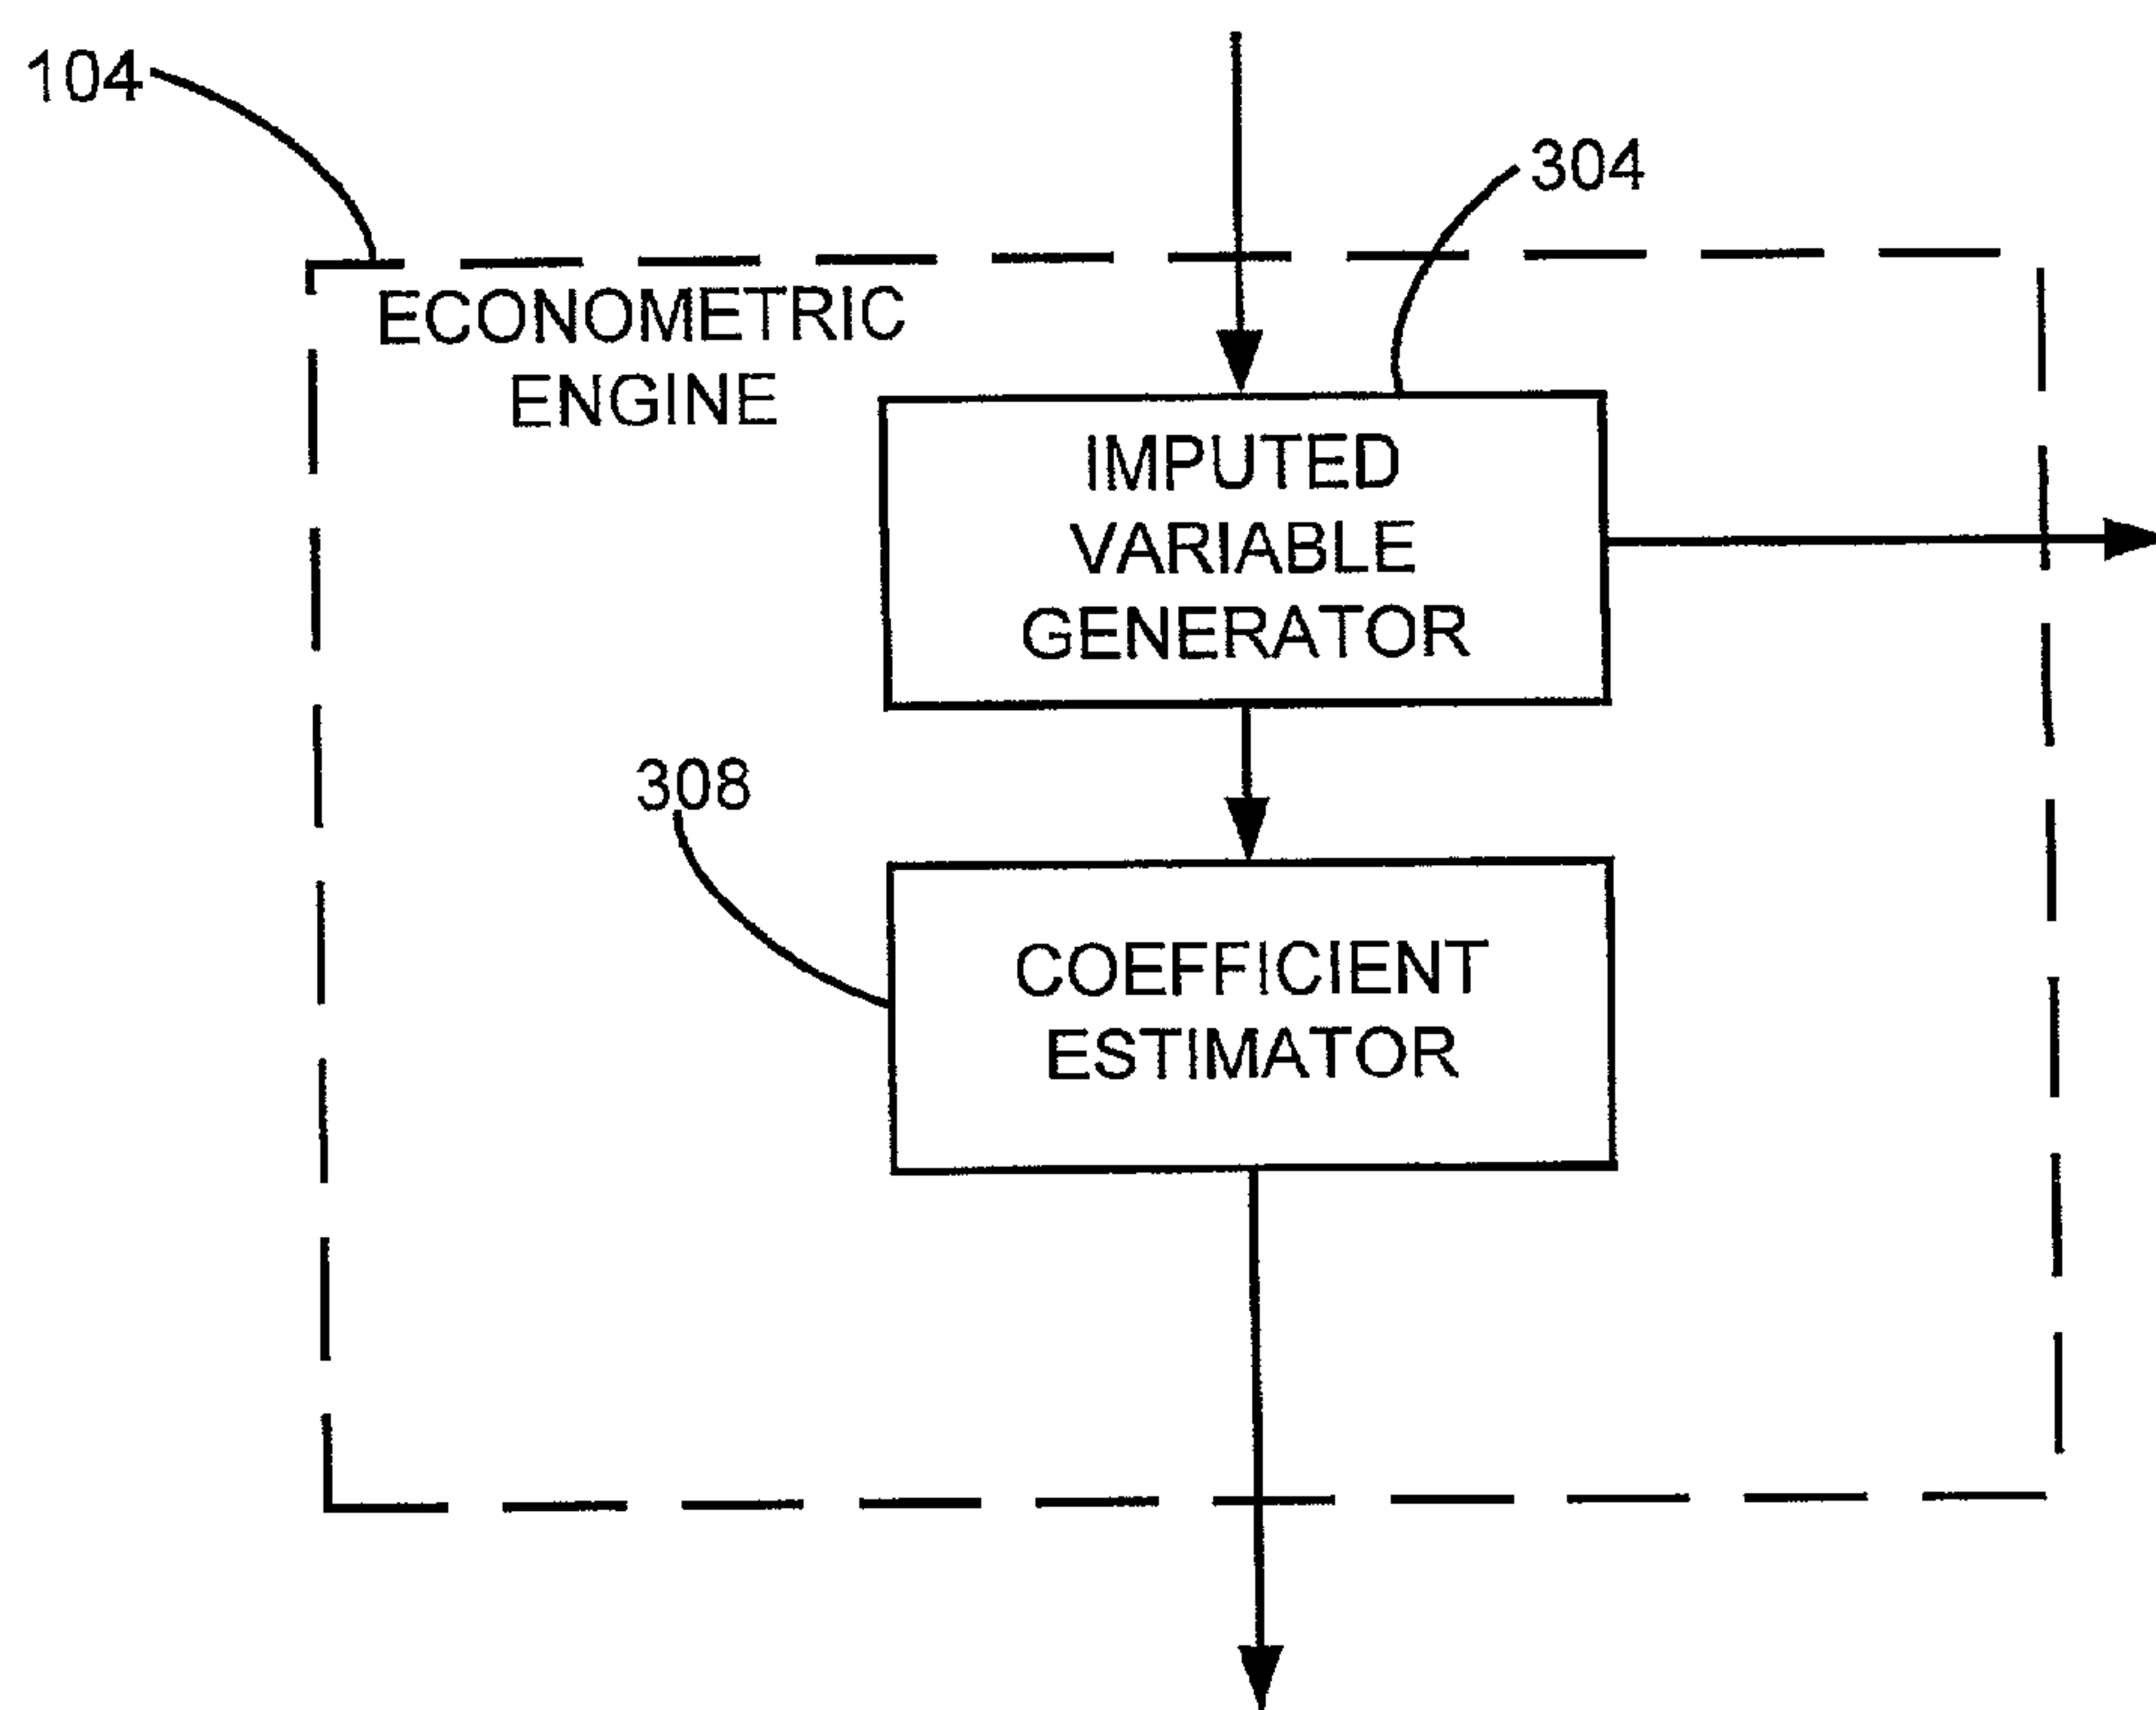 104
304
ECONOMETRIC
ENGINE
IMPUTED
VARIABLE
GENERATOR
308
COEFFICIENT
ESTIMATOR